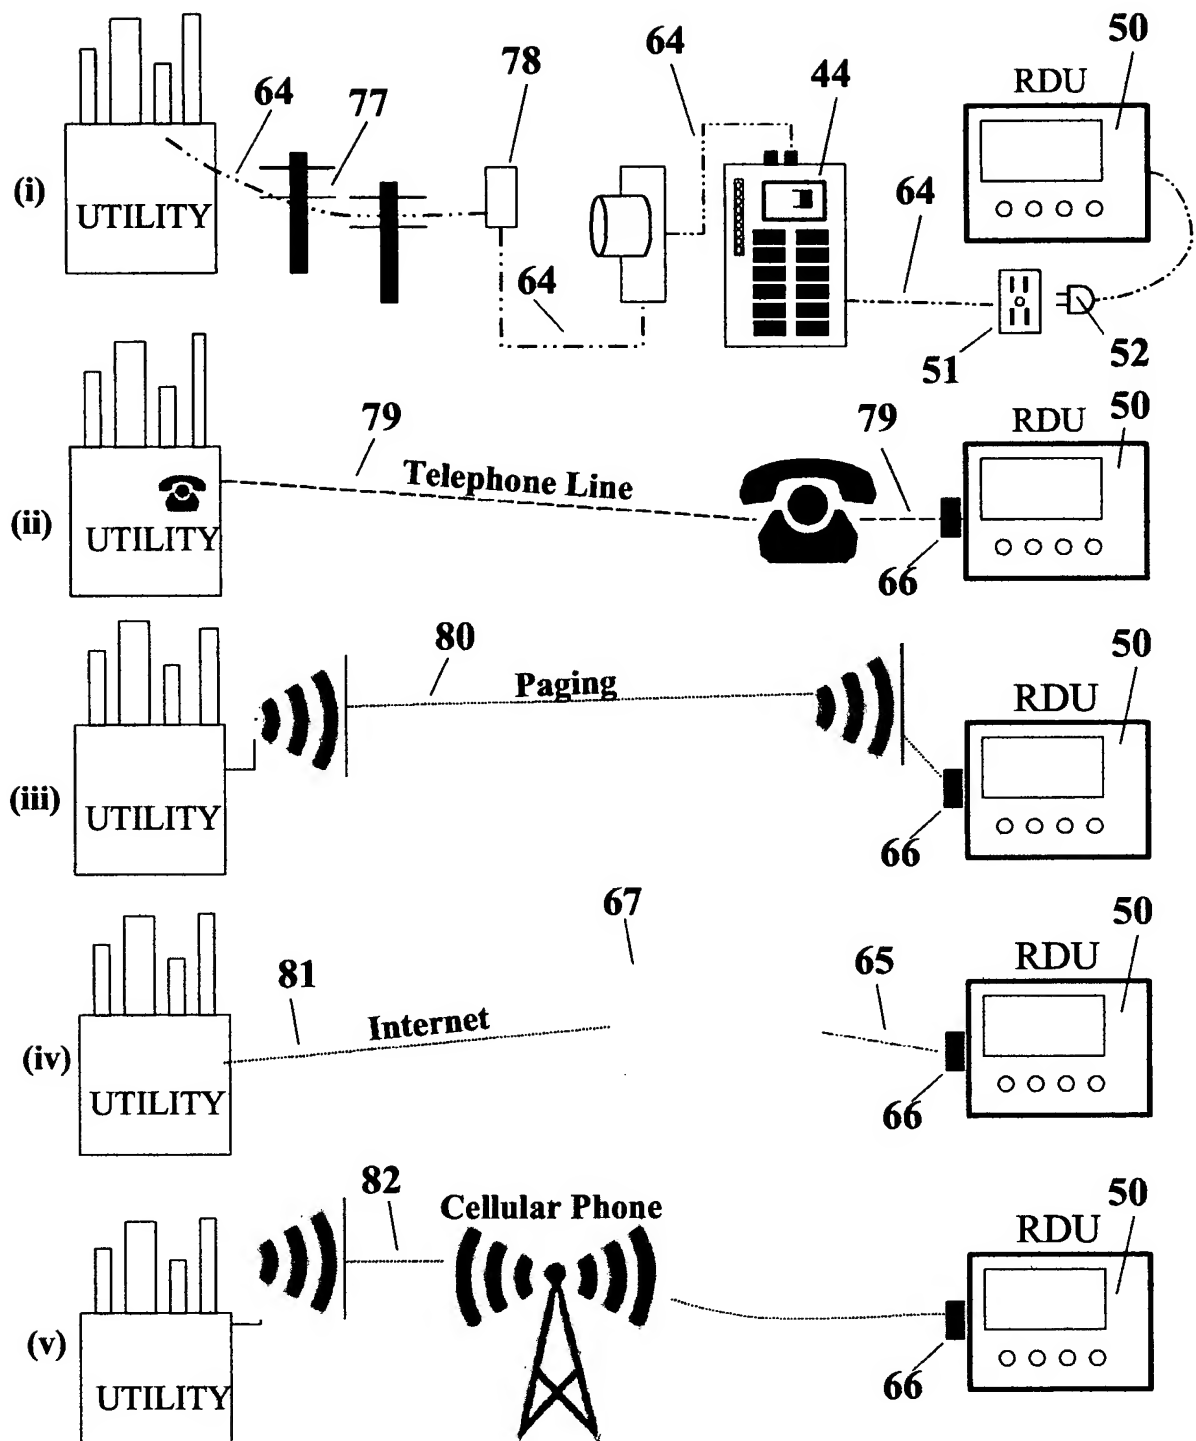 50
64 78 RDU
44
64 77 64
(i) UTILITY
64 64
51 52
79 79 RDU 50
Telephone Line
(ii) UTILITY
66
80 50
Paging RDU
(iii) UTILITY
66
67 50
81 65 RDU
Internet
(iv) UTILITY
66
82 50
Cellular Phone RDU
(v) UTILITY
66